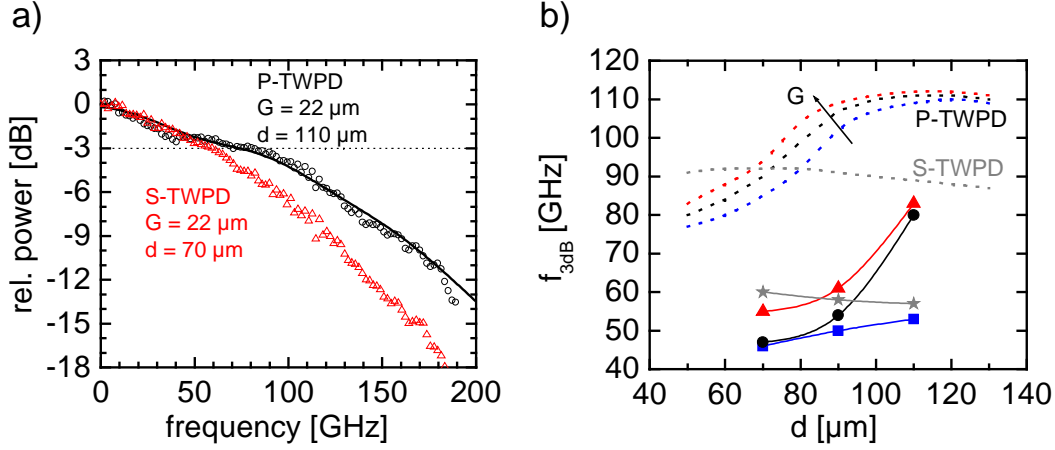 a)
3
0
-3
-6
-9
-12
-15
-18
rel. power [dB]
P-TWPD
G = 22 µm
d = 110 µm
S-TWPD
G = 22 µm
d = 70 µm
0 50 100 150 200
frequency [GHz]
b)
120
110
100
90
80
70
60
50
40
f3dB [GHz]
G
P-TWPD
S-TWPD
40 60 80 100 120 140
d [µm]